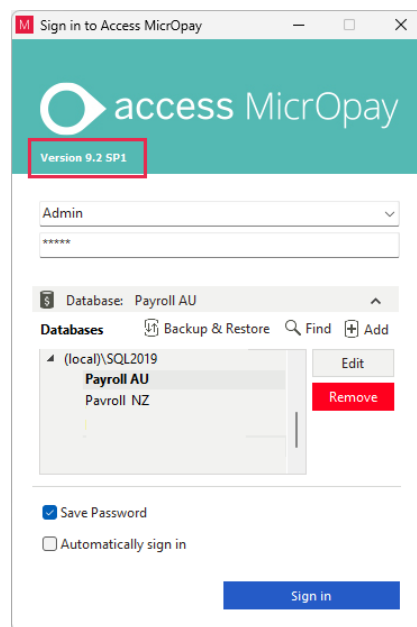 M Sign in to Access MicrOpay
access MicrOpay
Version 9.2 SP1
Admin
*****
Database: Payroll AU
Databases Backup & Restore Find Add
(local)\SQL2019
Payroll AU
Payroll NZ
Edit
Remove
Save Password
Automatically sign in
Sign in